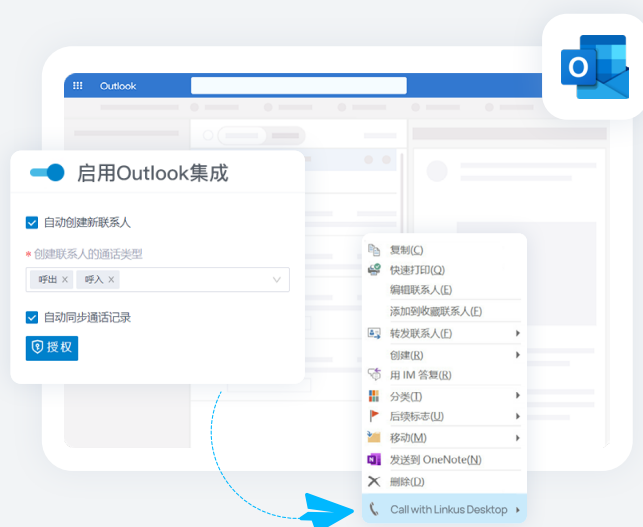 Outlook
启用Outlook集成
自动创建新联系人
* 创建联系人的通话类型
呼出 x 呼入 x
自动同步通话记录
授权
复制(C)
快速打印(Q)
编辑联系人(E)
添加到收藏联系人(F)
转发联系人(F)
创建(R)
用 IM 答复(R)
分类(T)
后续标志(U)
移动(M)
发送到 OneNote(N)
删除(D)
Call with Linkus Desktop